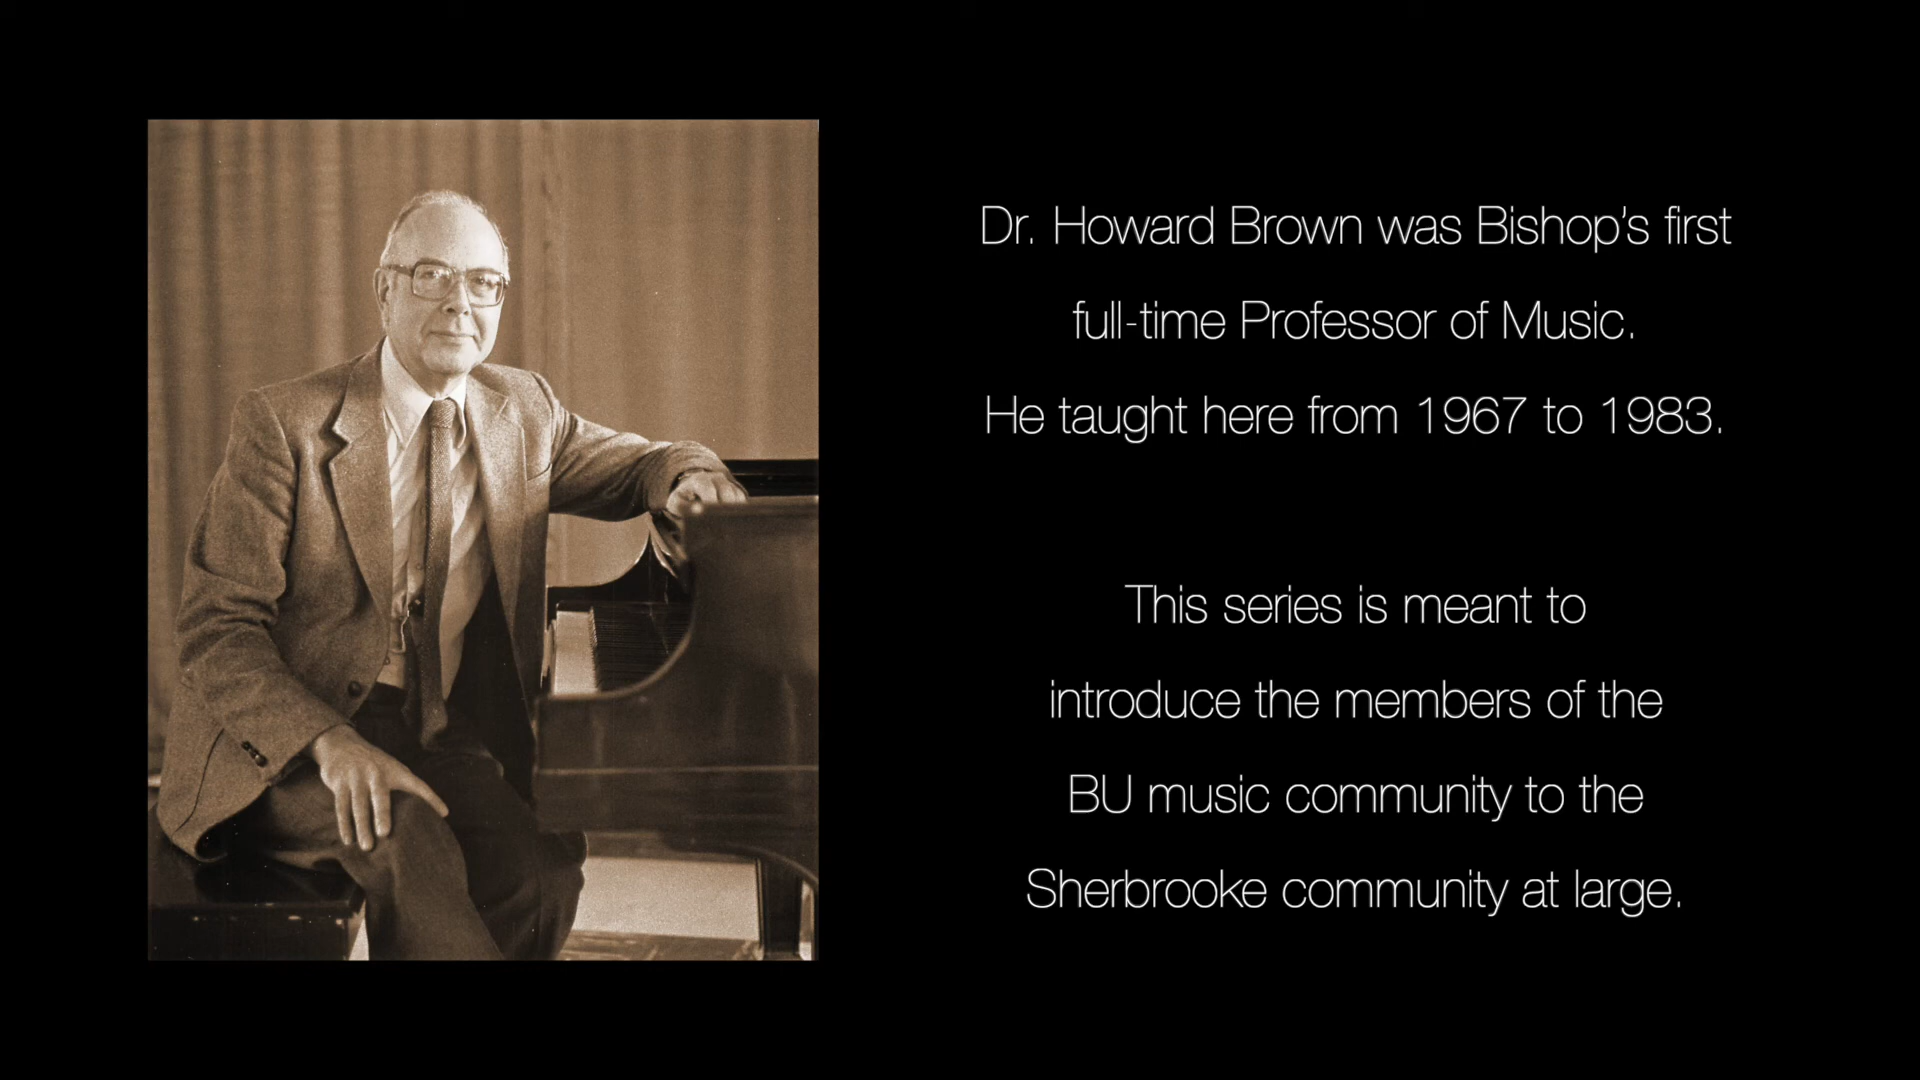 Dr. Howard Brown was Bishop's first
full-time Professor of Music.
He taught here from 1967 to 1983.
This series is meant to
introduce the members of the
BU music community to the
Sherbrooke community at large.